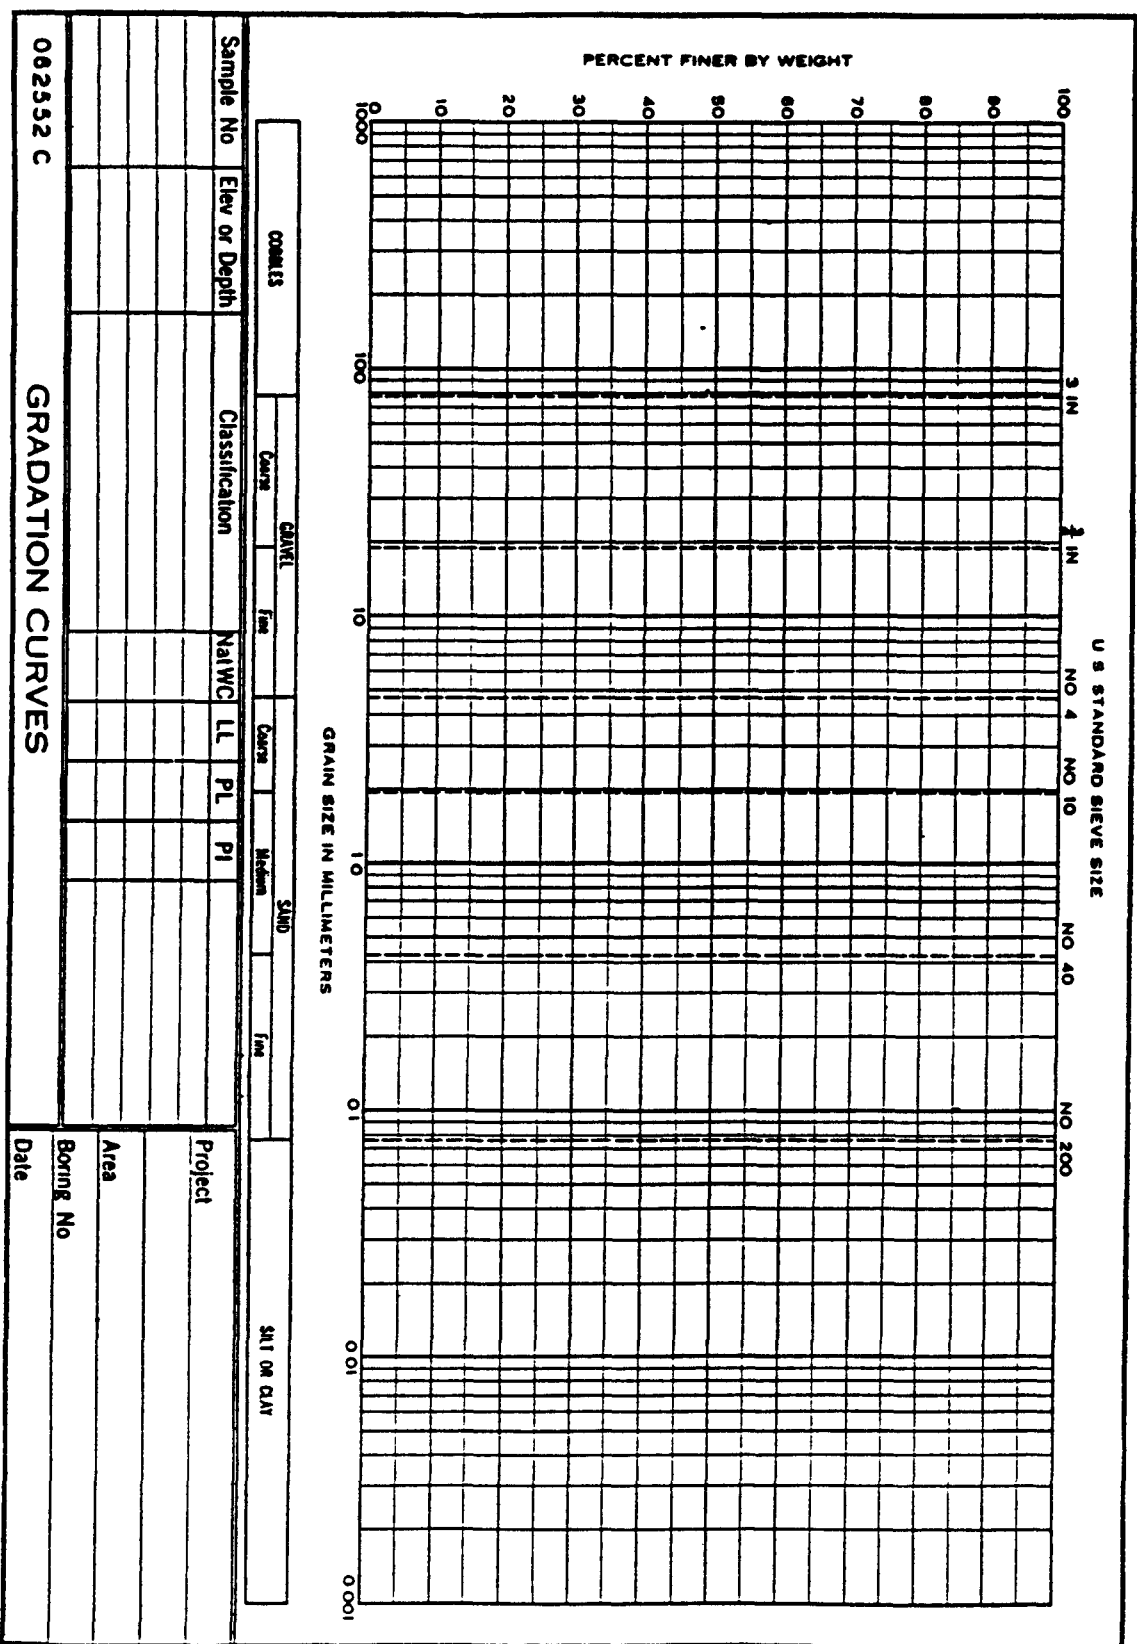 U S STANDARD SIEVE SIZE
3 IN
3/4 IN
NO 4
NO 10
NO 40
NO 200
PERCENT FINER BY WEIGHT
100
90
80
70
60
50
40
30
20
10
0
1000
100
10
1 0
0 1
0 01
0 001
GRAIN SIZE IN MILLIMETERS
COBBLES
GRAVEL
SAND
SILT OR CLAY
Coarse
Fine
Coarse
Medium
Fine
Sample No
Elev or Depth
Classification
Nat WC
LL
PL
PI
Project
Area
Boring No
Date
062552 C
GRADATION CURVES